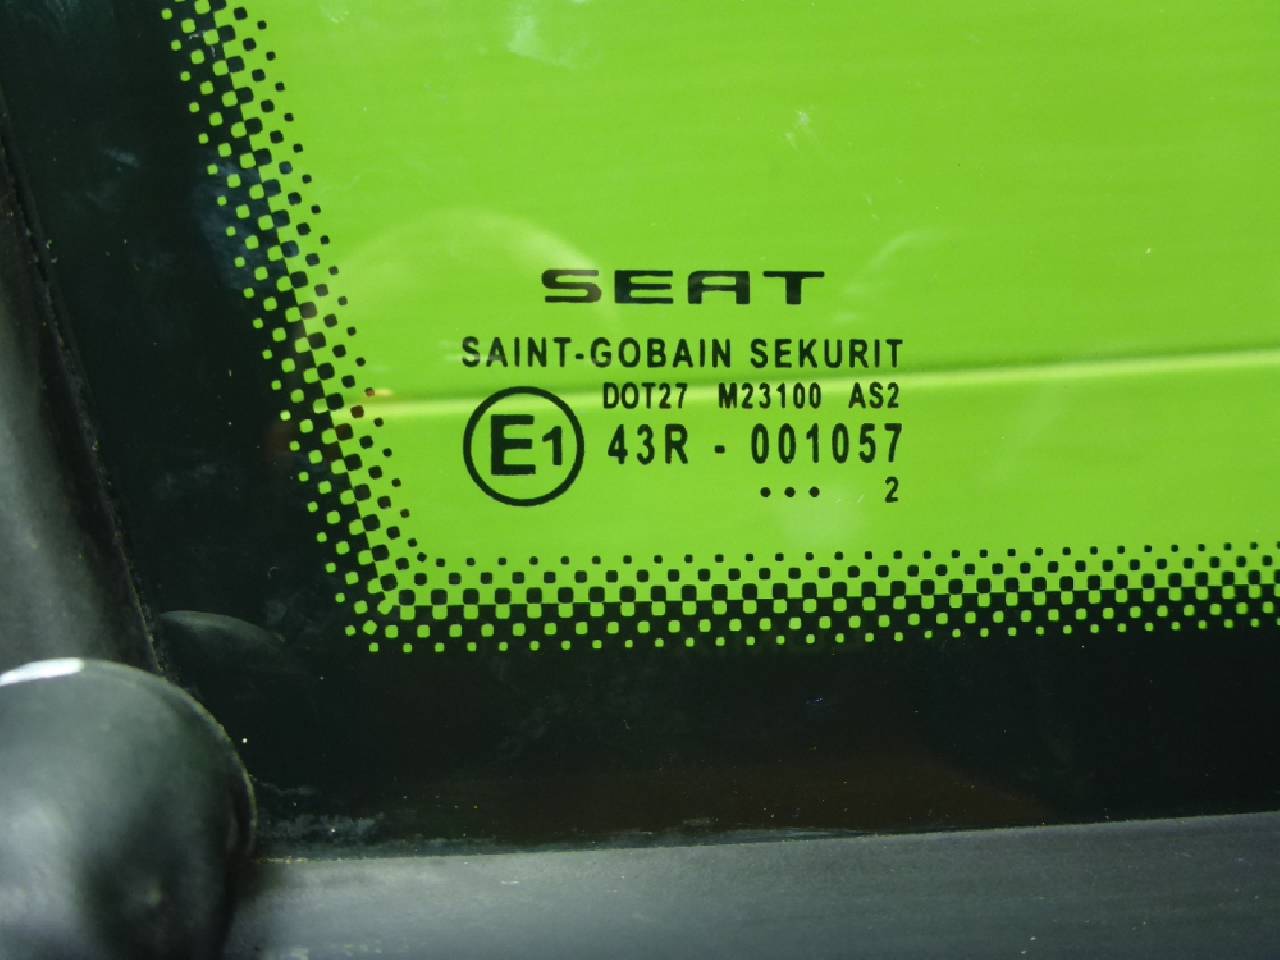 SEAT
SAINT-GOBAIN SEKURIT
DOT27 M23100 AS2
E1 43R - 001057
... 2